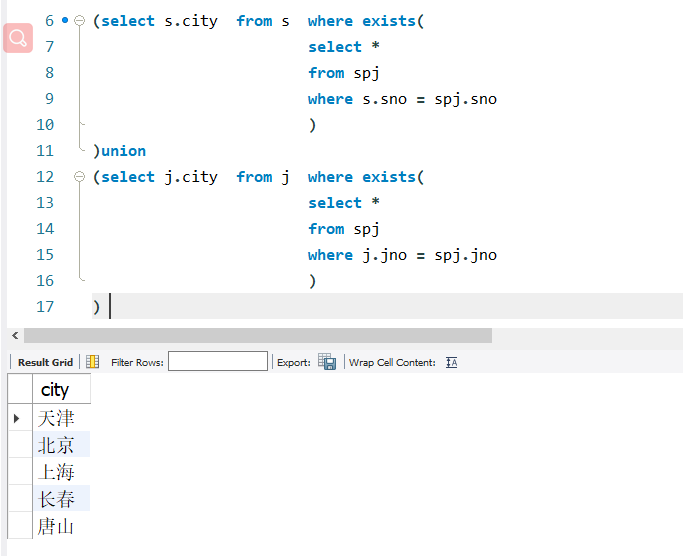 6 (select s.city from s where exists(
7 select *
8 from spj
9 where s.sno = spj.sno
10 )
11 )union
12 (select j.city from j where exists(
13 select *
14 from spj
15 where j.jno = spj.jno
16 )
17 )
Result Grid Filter Rows: Export: Wrap Cell Content: IA
city
天津
北京
上海
长春
唐山